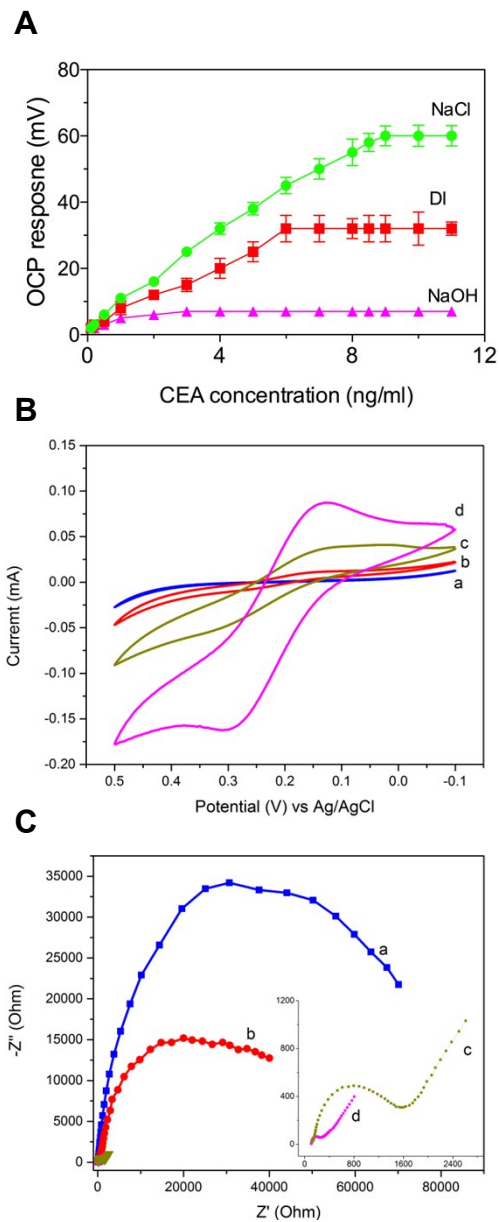 A
80
60
40
20
0
0 4 8 12
OCP resposne (mV)
CEA concentration (ng/ml)
NaCl
DI
NaOH
B
0.15
0.10
0.05
0.00
-0.05
-0.10
-0.15
-0.20
0.5 0.4 0.3 0.2 0.1 0.0 -0.1
Curremt (mA)
Potential (V) vs Ag/AgCl
d
c
b
a
C
35000
30000
25000
20000
15000
10000
5000
0
0 20000 40000 60000 80000
-Z" (Ohm)
Z' (Ohm)
a
b
1200
800
400
0
0 800 1600 2400
c
d